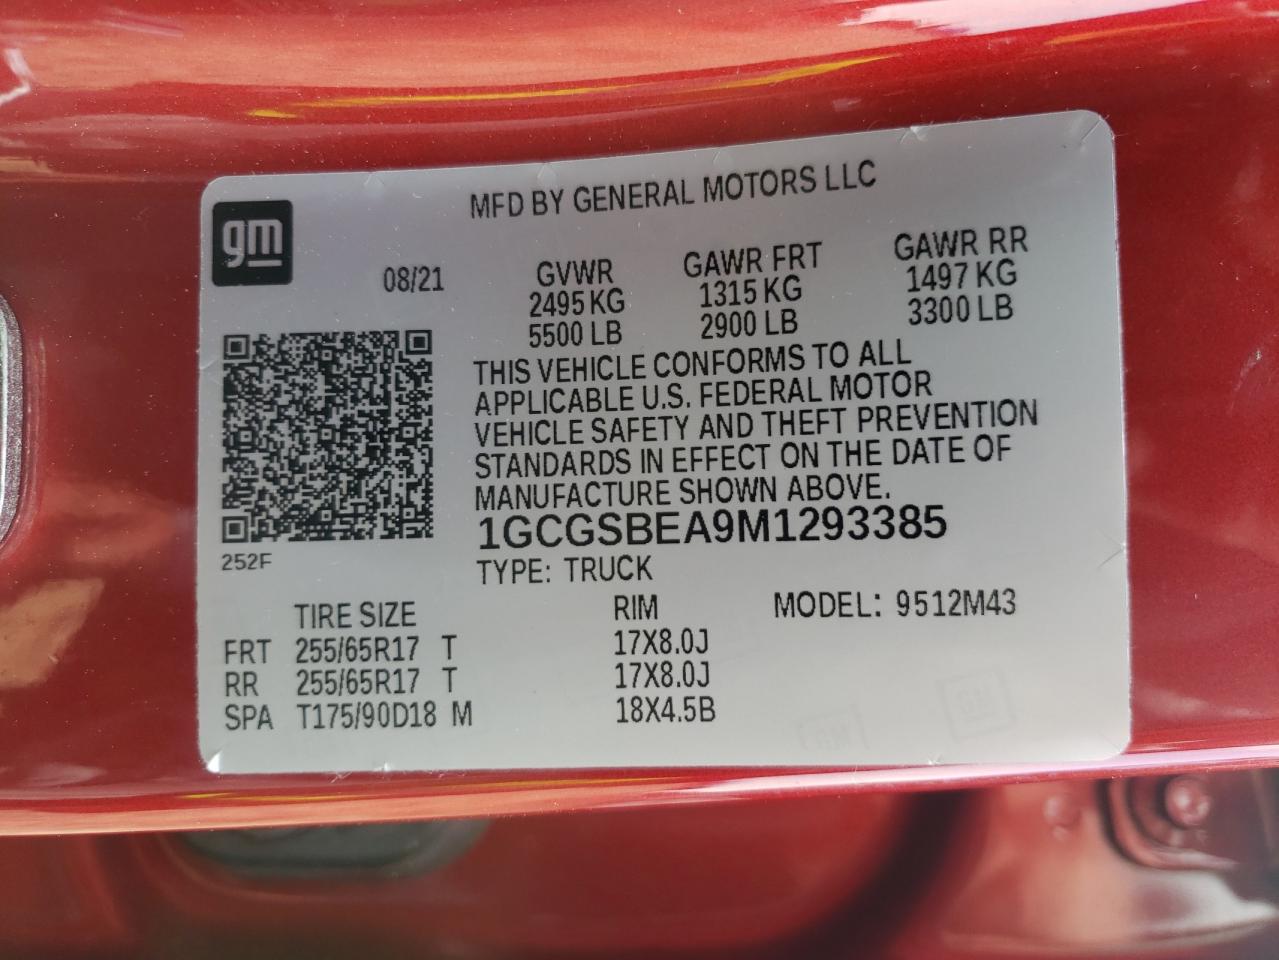 MFD BY GENERAL MOTORS LLC
gm
08/21 GVWR GAWR FRT GAWR RR
2495 KG 1315 KG 1497 KG
5500 LB 2900 LB 3300 LB
THIS VEHICLE CONFORMS TO ALL
APPLICABLE U.S. FEDERAL MOTOR
VEHICLE SAFETY AND THEFT PREVENTION
STANDARDS IN EFFECT ON THE DATE OF
MANUFACTURE SHOWN ABOVE.
1GCGSBEA9M1293385
252F
TYPE: TRUCK
TIRE SIZE RIM MODEL: 9512M43
FRT 255/65R17 T 17X8.0J
RR 255/65R17 T 17X8.0J
SPA T175/90D18 M 18X4.5B